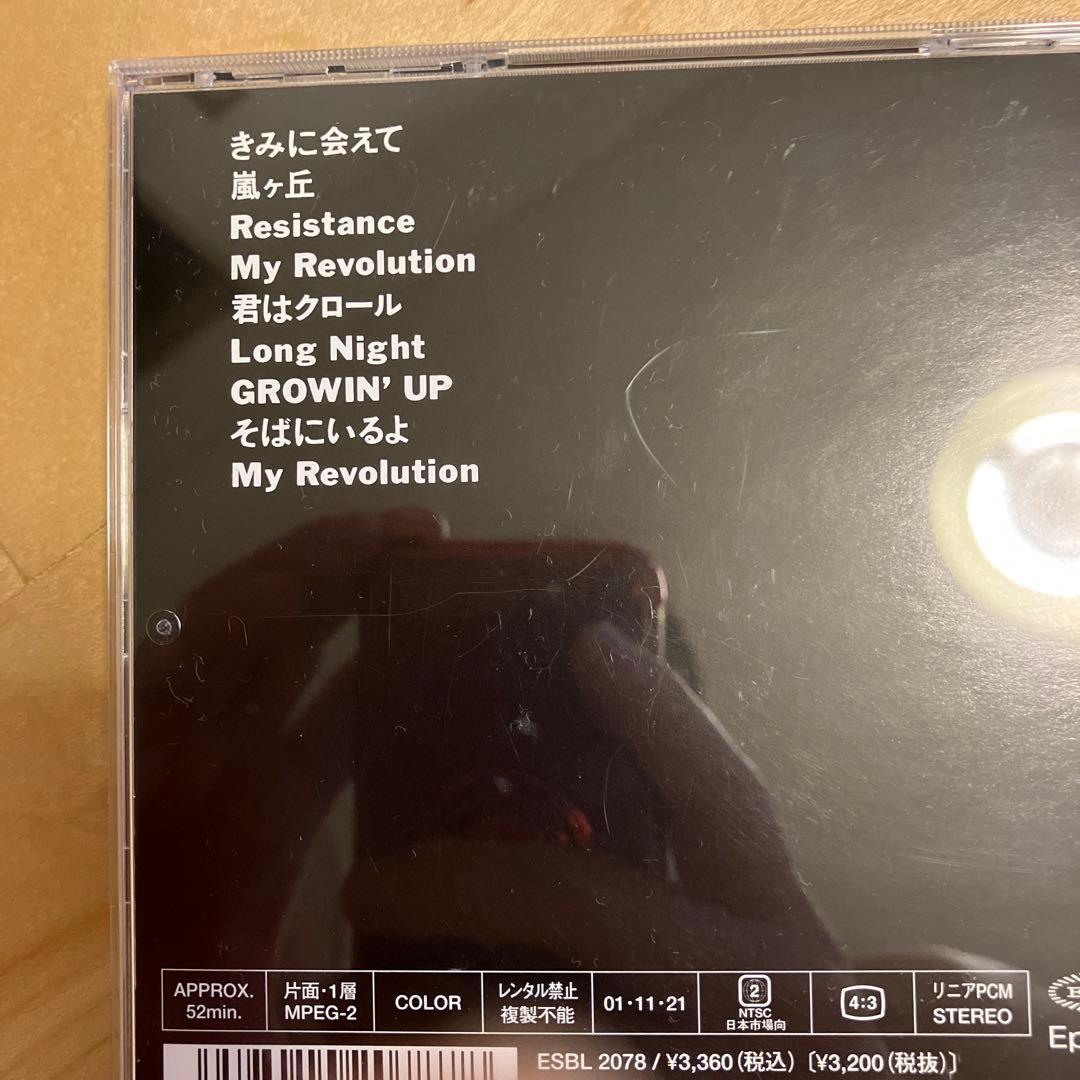 きみに会えて
嵐ヶ丘
Resistance
My Revolution
君はクロール
Long Night
GROWIN' UP
そばにいるよ
My Revolution
APPROX.
52min.
片面・1層
MPEG-2
COLOR
レンタル禁止
複製不能
01・11・21
2
NTSC
日本市場向
4:3
リニアPCM
STEREO
Ep
ESBL 2078 / ¥3,360(税込)〔¥3,200(税抜)〕